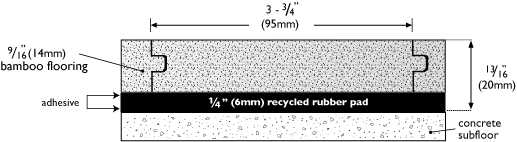 3 - 3/4"
(95mm)
9/16"(14mm)
bamboo flooring
13/16"
(20mm)
adhesive
1/4" (6mm) recycled rubber pad
concrete
subfloor